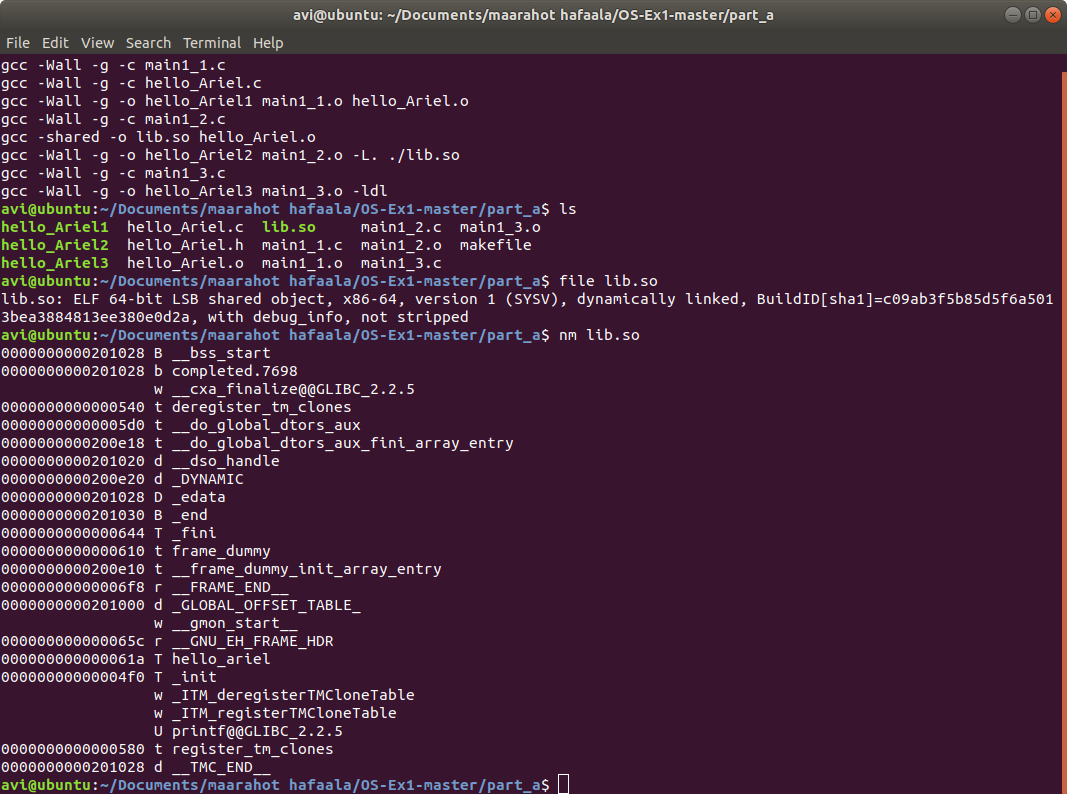 avi@ubuntu: ~/Documents/maarahot hafaala/OS-Ex1-master/part_a
File Edit View Search Terminal Help
gcc -Wall -g -c main1_1.c
gcc -Wall -g -c hello_Ariel.c
gcc -Wall -g -o hello_Ariel1 main1_1.o hello_Ariel.o
gcc -Wall -g -c main1_2.c
gcc -shared -o lib.so hello_Ariel.o
gcc -Wall -g -o hello_Ariel2 main1_2.o -L. ./lib.so
gcc -Wall -g -c main1_3.c
gcc -Wall -g -o hello_Ariel3 main1_3.o -ldl
avi@ubuntu:~/Documents/maarahot hafaala/OS-Ex1-master/part_a$ ls
hello_Ariel1  hello_Ariel.c  lib.so     main1_2.c  main1_3.o
hello_Ariel2  hello_Ariel.h  main1_1.c  main1_2.o  makefile
hello_Ariel3  hello_Ariel.o  main1_1.o  main1_3.c
avi@ubuntu:~/Documents/maarahot hafaala/OS-Ex1-master/part_a$ file lib.so
lib.so: ELF 64-bit LSB shared object, x86-64, version 1 (SYSV), dynamically linked, BuildID[sha1]=c09ab3f5b85d5f6a501
3bea3884813ee380e0d2a, with debug_info, not stripped
avi@ubuntu:~/Documents/maarahot hafaala/OS-Ex1-master/part_a$ nm lib.so
0000000000201028 B __bss_start
0000000000201028 b completed.7698
                 w __cxa_finalize@@GLIBC_2.2.5
0000000000000540 t deregister_tm_clones
00000000000005d0 t __do_global_dtors_aux
0000000000200e18 t __do_global_dtors_aux_fini_array_entry
0000000000201020 d __dso_handle
0000000000200e20 d _DYNAMIC
0000000000201028 D _edata
0000000000201030 B _end
0000000000000644 T _fini
0000000000000610 t frame_dummy
0000000000200e10 t __frame_dummy_init_array_entry
00000000000006f8 r __FRAME_END__
0000000000201000 d _GLOBAL_OFFSET_TABLE_
                 w __gmon_start__
000000000000065c r __GNU_EH_FRAME_HDR
000000000000061a T hello_ariel
00000000000004f0 T _init
                 w _ITM_deregisterTMCloneTable
                 w _ITM_registerTMCloneTable
                 U printf@@GLIBC_2.2.5
0000000000000580 t register_tm_clones
0000000000201028 d __TMC_END__
avi@ubuntu:~/Documents/maarahot hafaala/OS-Ex1-master/part_a$